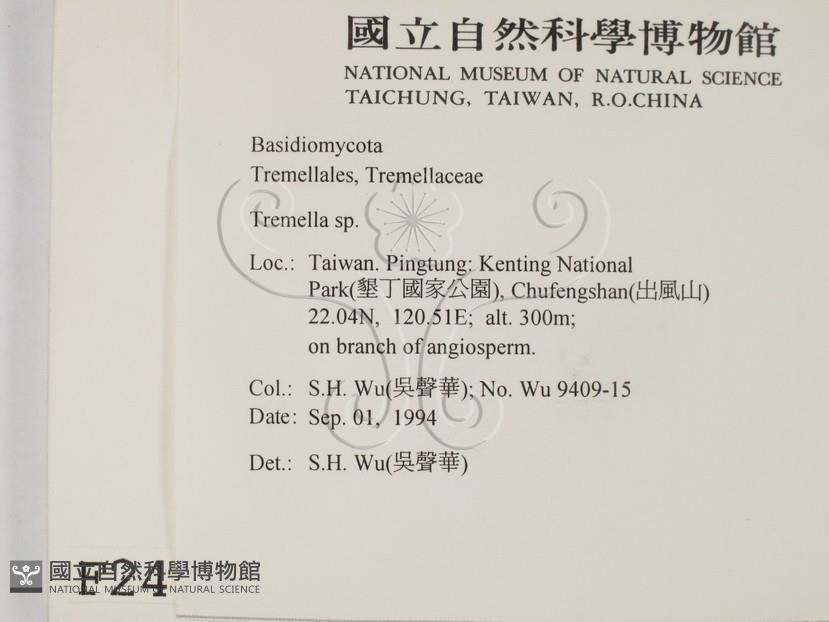 國立自然科學博物館
NATIONAL MUSEUM OF NATURAL SCIENCE
TAICHUNG, TAIWAN, R.O.CHINA
Basidiomycota
Tremellales, Tremellaceae
Tremella sp.
Loc.: Taiwan. Pingtung: Kenting National
Park(墾丁國家公園), Chufengshan(出風山)
22.04N, 120.51E; alt. 300m;
on branch of angiosperm.
Col.: S.H. Wu(吳聲華); No. Wu 9409-15
Date: Sep. 01, 1994
Det.: S.H. Wu(吳聲華)
F24
國立自然科學博物館
NATIONAL MUSEUM OF NATURAL SCIENCE